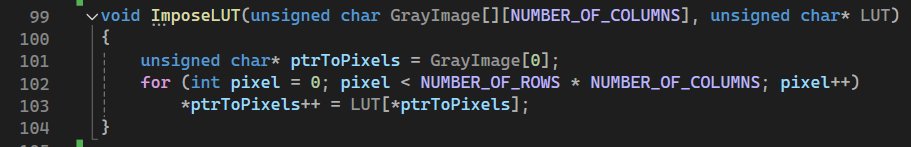 99 void ImposeLUT(unsigned char GrayImage[][NUMBER_OF_COLUMNS], unsigned char* LUT)
100 {
101 unsigned char* ptrToPixels = GrayImage[0];
102 for (int pixel = 0; pixel < NUMBER_OF_ROWS * NUMBER_OF_COLUMNS; pixel++)
103 *ptrToPixels++ = LUT[*ptrToPixels];
104 }